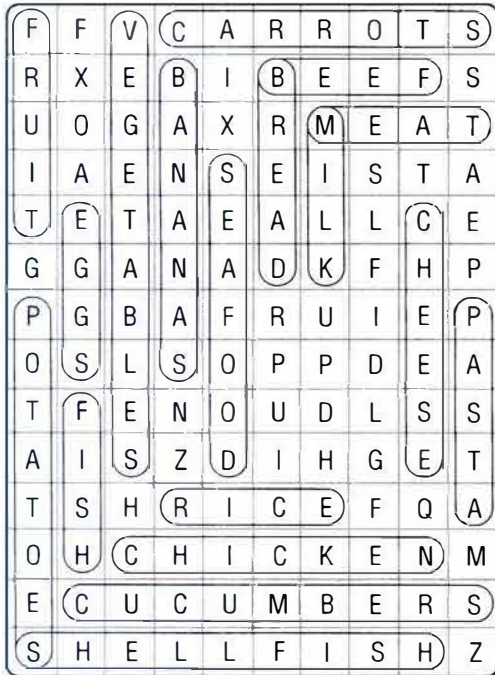 F F V C A R R O T S
R X E B I B E E F S
U O G A X R M E A T
I A E N S E I S T A
T E T A E A L L C E
G G A N A D K F H P
P G B A F R U I E P
O S L S O P P D E A
T F E N O U D L S S
A I S Z D I H G E T
T S H R I C E F Q A
O H C H I C K E N M
E C U C U M B E R S
S H E L L F I S H Z